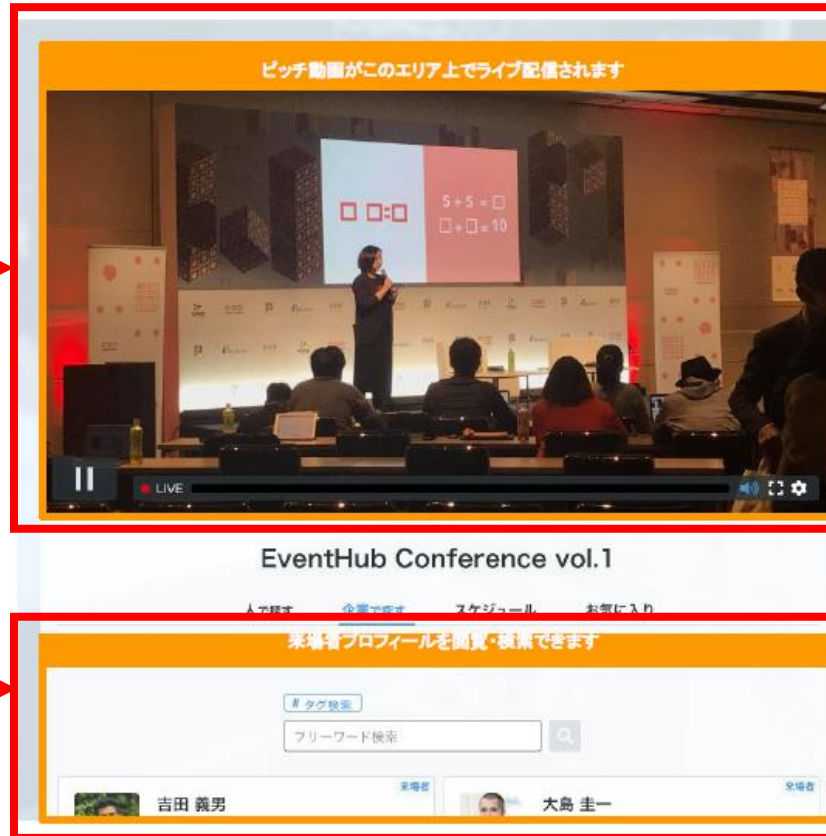 ピッチ動画がこのエリア上でライブ配信されます
5+5=□
□ □:□
□+□=10
LIVE
EventHub Conference vol.1
人で探す 企業で探す スケジュール お気に入り
来場者プロフィールを閲覧・検索できます
# タグ検索
フリーワード検索
来場者
来場者
吉田 義男
大島 圭一